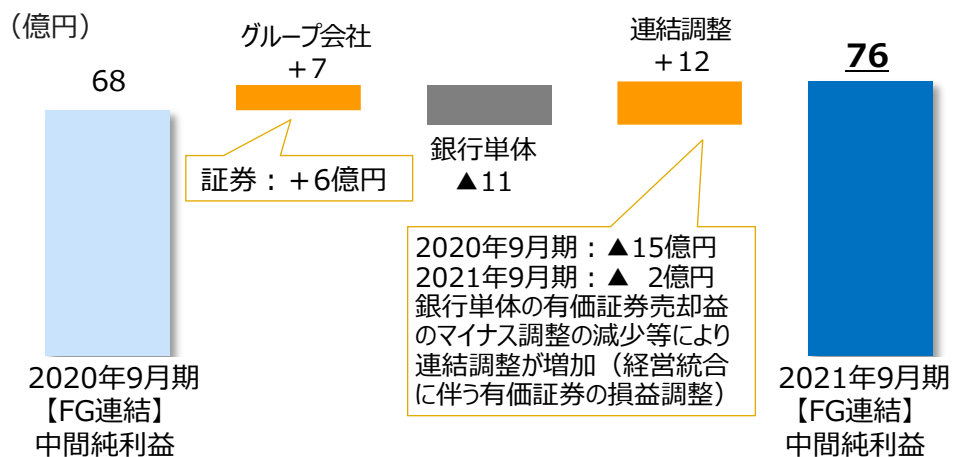 （億円）
68
グループ会社
＋7
証券：＋6億円
銀行単体
▲11
連結調整
＋12
2020年9月期：▲15億円
2021年9月期：▲ 2億円
銀行単体の有価証券売却益
のマイナス調整の減少等により
連結調整が増加（経営統合
に伴う有価証券の損益調整）
76
2020年9月期
【FG連結】
中間純利益
2021年9月期
【FG連結】
中間純利益